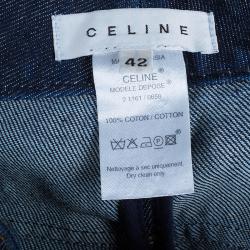 CELINE
42
CELINE
MODELE DEPOSE
100% COTON / COTTON
Nettoyage a sec uniquement
Dry clean only